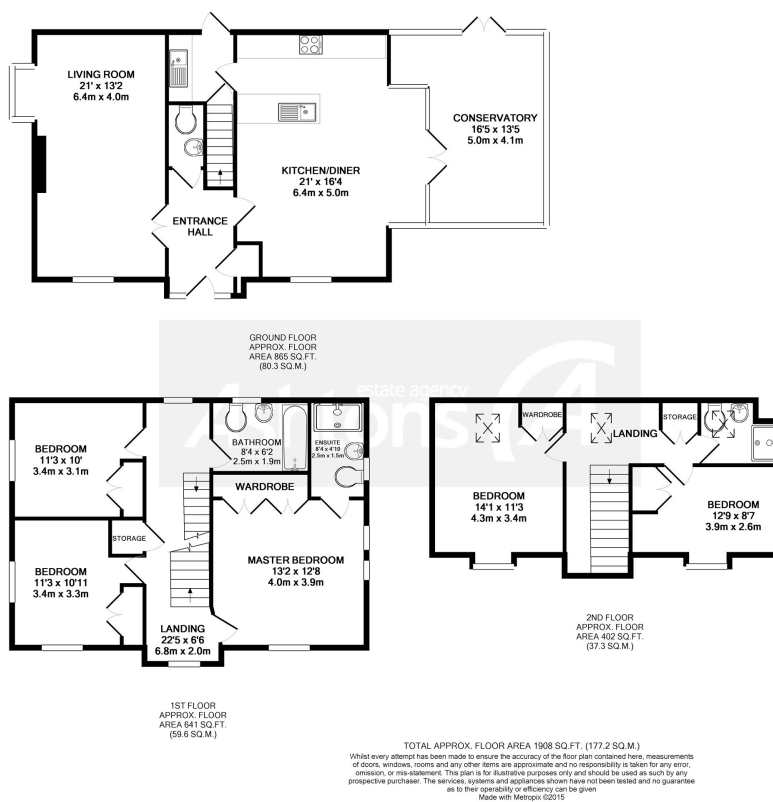 LIVING ROOM
21' x 13'2
6.4m x 4.0m
CONSERVATORY
16'5 x 13'5
5.0m x 4.1m
KITCHEN/DINER
21' x 16'4
6.4m x 5.0m
ENTRANCE
HALL
GROUND FLOOR
APPROX. FLOOR
AREA 865 SQ.FT.
(80.3 SQ.M.)
estate agency
BEDROOM
11'3 x 10'
3.4m x 3.1m
BATHROOM
8'4 x 6'2
2.5m x 1.9m
ENSUITE
8'4 x 4'10
2.5m x 1.5m
WARDROBE
STORAGE
BEDROOM
11'3 x 10'11
3.4m x 3.3m
MASTER BEDROOM
13'2 x 12'8
4.0m x 3.9m
LANDING
22'5 x 6'6
6.8m x 2.0m
1ST FLOOR
APPROX. FLOOR
AREA 641 SQ.FT.
(59.6 SQ.M.)
WARDROBE
STORAGE
LANDING
BEDROOM
14'1 x 11'3
4.3m x 3.4m
BEDROOM
12'9 x 8'7
3.9m x 2.6m
2ND FLOOR
APPROX. FLOOR
AREA 402 SQ.FT.
(37.3 SQ.M.)
TOTAL APPROX. FLOOR AREA 1908 SQ.FT. (177.2 SQ.M.)
Whilst every attempt has been made to ensure the accuracy of the floor plan contained here, measurements
of doors, windows, rooms and any other items are approximate and no responsibility is taken for any error,
omission, or mis-statement. This plan is for illustrative purposes only and should be used as such by any
prospective purchaser. The services, systems and appliances shown have not been tested and no guarantee
as to their operability or efficiency can be given
Made with Metropix ©2015